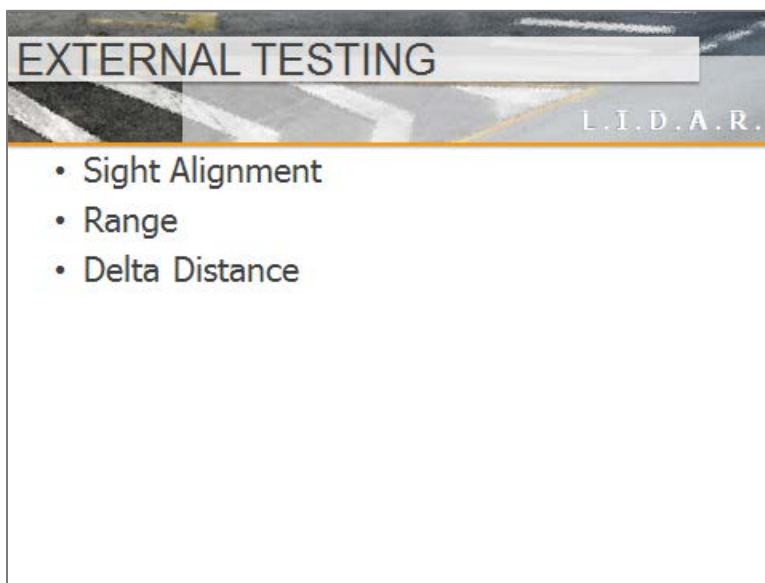 EXTERNAL TESTING
L.I.D.A.R.
• Sight Alignment
• Range
• Delta Distance